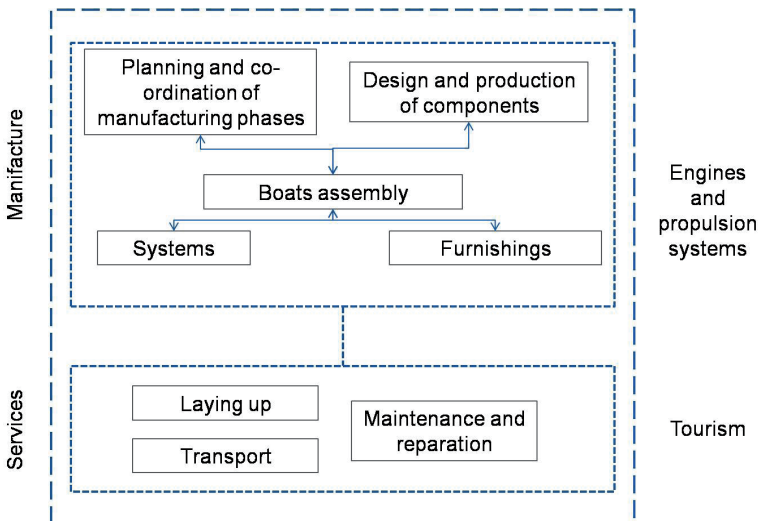 Manifacture
Planning and co-
ordination of
manufacturing phases
Design and production
of components
Boats assembly
Systems
Furnishings
Engines
and
propulsion
systems
Services
Laying up
Transport
Maintenance and
reparation
Tourism